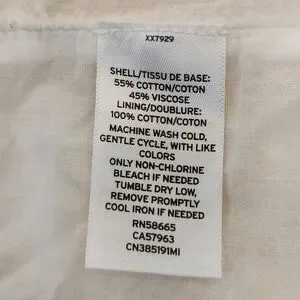 XX7929
SHELL/TISSU DE BASE:
55% COTTON/COTON
45% VISCOSE
LINING/DOUBLURE:
100% COTTON/COTON
MACHINE WASH COLD,
GENTLE CYCLE, WITH LIKE
COLORS
ONLY NON-CHLORINE
BLEACH IF NEEDED
TUMBLE DRY LOW,
REMOVE PROMPTLY
COOL IRON IF NEEDED
RN58665
CA57963
CN385191MI